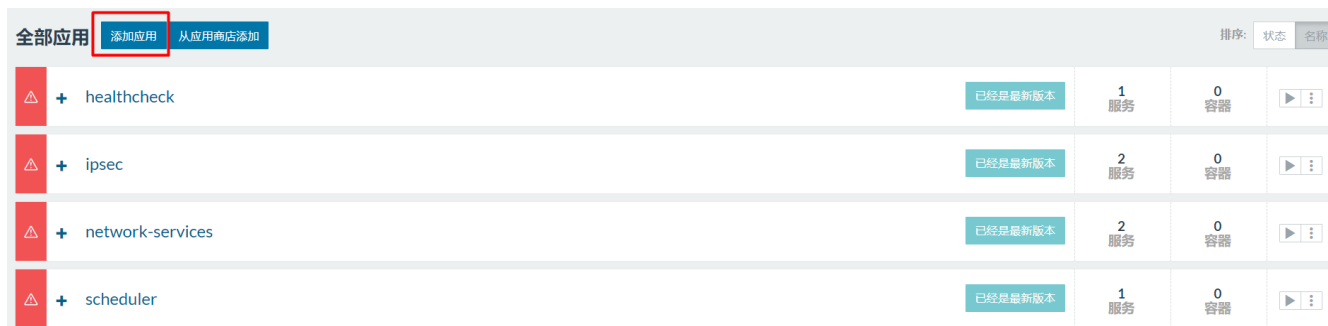 全部应用 添加应用 从应用商店添加 排序: 状态 名称
+ healthcheck 已经是最新版本 1 服务 0 容器
+ ipsec 已经是最新版本 2 服务 0 容器
+ network-services 已经是最新版本 2 服务 0 容器
+ scheduler 已经是最新版本 1 服务 0 容器